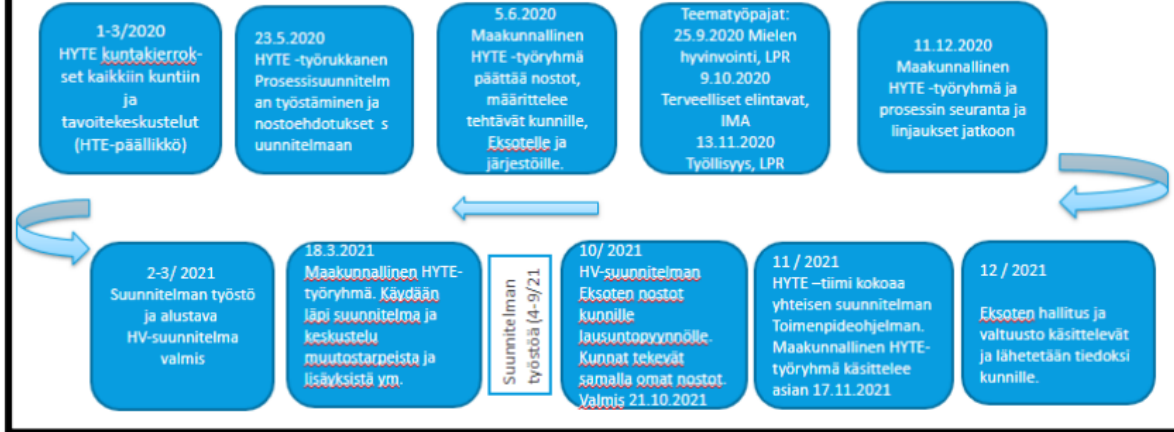 1-3/2020
HYTE kuntakierrok-
set kaikkiin kuntiin
ja
tavoitekeskustelut
(HTE-päällikkö)
23.5.2020
HYTE -työrukkanen
Prosessisuunnitelm
an työstäminen ja
nostoehdotukset s
uunnitelmaan
5.6.2020
Maakunnallinen
HYTE -työryhmä
päättää nostot,
määrittelee
tehtävät kunnille,
Eksotelle ja
järjestöille.
Teematyöpajat:
25.9.2020 Mielen
hyvinvointi, LPR
9.10.2020
Terveelliset elintavat,
IMA
13.11.2020
Työllisyys, LPR
11.12.2020
Maakunnallinen
HYTE -työryhmä ja
prosessin seuranta ja
linjaukset jatkoon
2-3/ 2021
Suunnitelman työstö
ja alustava
HV-suunnitelma
valmis
18.3.2021
Maakunnallinen HYTE-
työryhmä. Käydään
läpi suunnitelma ja
keskustelu
muutostarpeista ja
lisäyksistä ym.
Suunnitelman
työstöä (4-9/21
10/ 2021
HV-suunnitelman
Eksoten nostot
kunnille
lausuntopyynnölle.
Kunnat tekevät
samalla omat nostot.
Valmis 21.10.2021
11 / 2021
HYTE –tiimi kokoaa
yhteisen suunnitelman
Toimenpideohjelman.
Maakunnallinen HYTE-
työryhmä käsittelee
asian 17.11.2021
12 / 2021
Eksoten hallitus ja
valtuusto käsittelevät
ja lähetetään tiedoksi
kunnille.